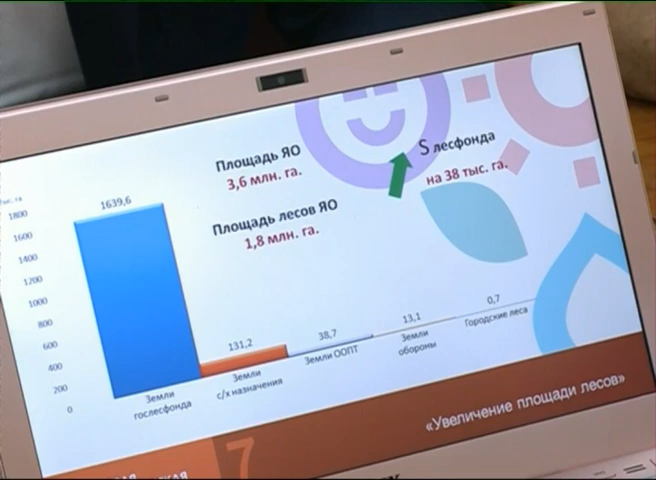 Площадь ЯО
3,6 млн. га.
S лесфонда
на 38 тыс. га.
Площадь лесов ЯО
1,8 млн. га.
1800
1600
1400
1200
1000
800
600
400
200
0
1639,6
131,2
38,7
13,1
0,7
Земли
гослесфонда
Земли
с/х назначения
Земли ООПТ
Земли
обороны
Городские леса
«Увеличение площади лесов»
7